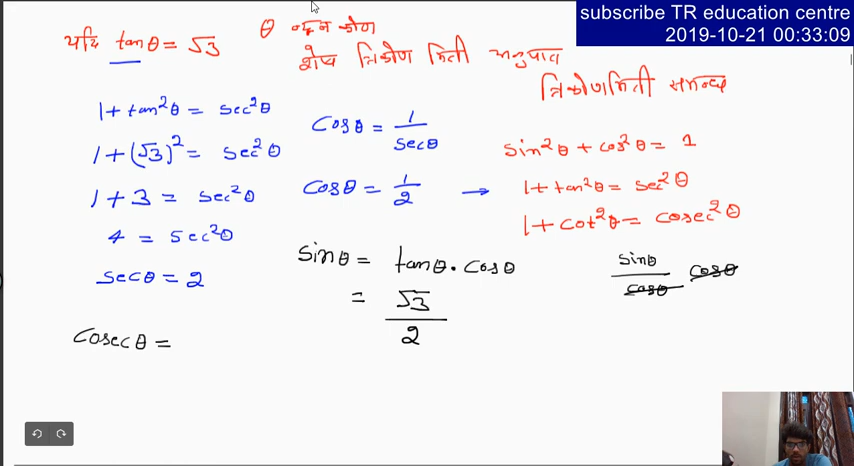 subscribe TR education centre
2019-10-21 00:33:09
यदि tanθ = √3
θ न्यून कोण
शेष त्रिकोण मिती अनुपात
त्रिकोणमिती सम्बन्ध
1 + tan²θ = sec²θ
1 + (√3)² = sec²θ
1 + 3 = sec²θ
4 = sec²θ
secθ = 2
cosecθ =
cosθ = 1/secθ
cosθ = 1/2 →
sinθ = tanθ . cosθ
= √3/2
sin²θ + cos²θ = 1
1 + tan²θ = sec²θ
1 + cot²θ = cosec²θ
sinθ/cosθ cosθ